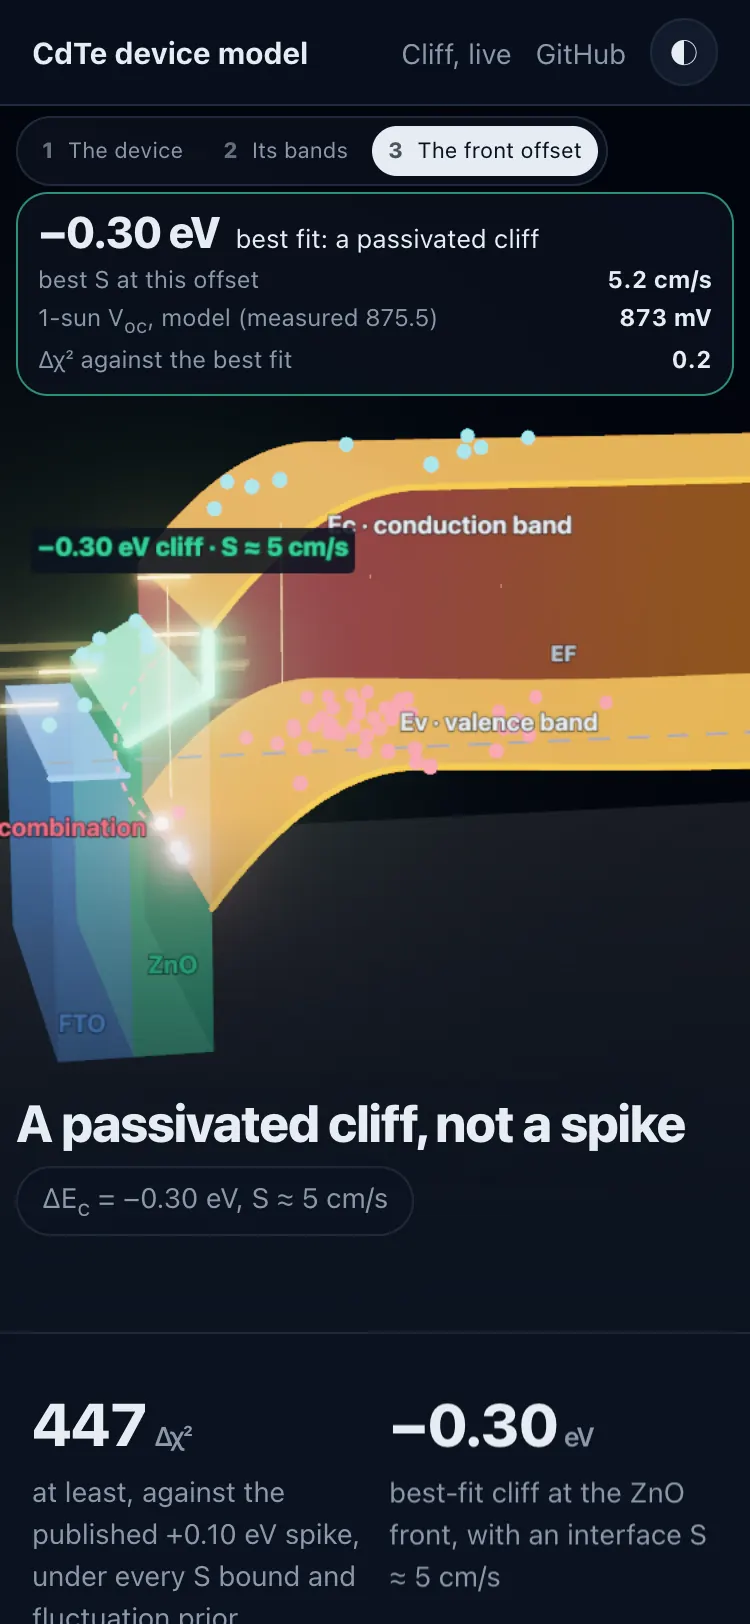 CdTe device model
Cliff, live
GitHub
1 The device
2 Its bands
3 The front offset
−0.30 eV best fit: a passivated cliff
best S at this offset 5.2 cm/s
1-sun Voc, model (measured 875.5) 873 mV
Δχ² against the best fit 0.2
Ec · conduction band
−0.30 eV cliff · S ≈ 5 cm/s
EF
Ev · valence band
combination
ZnO
FTO
A passivated cliff, not a spike
ΔEc = −0.30 eV, S ≈ 5 cm/s
447 Δχ²
at least, against the
published +0.10 eV spike,
under every S bound and
fluctuation prior
−0.30 eV
best-fit cliff at the ZnO
front, with an interface S
≈ 5 cm/s